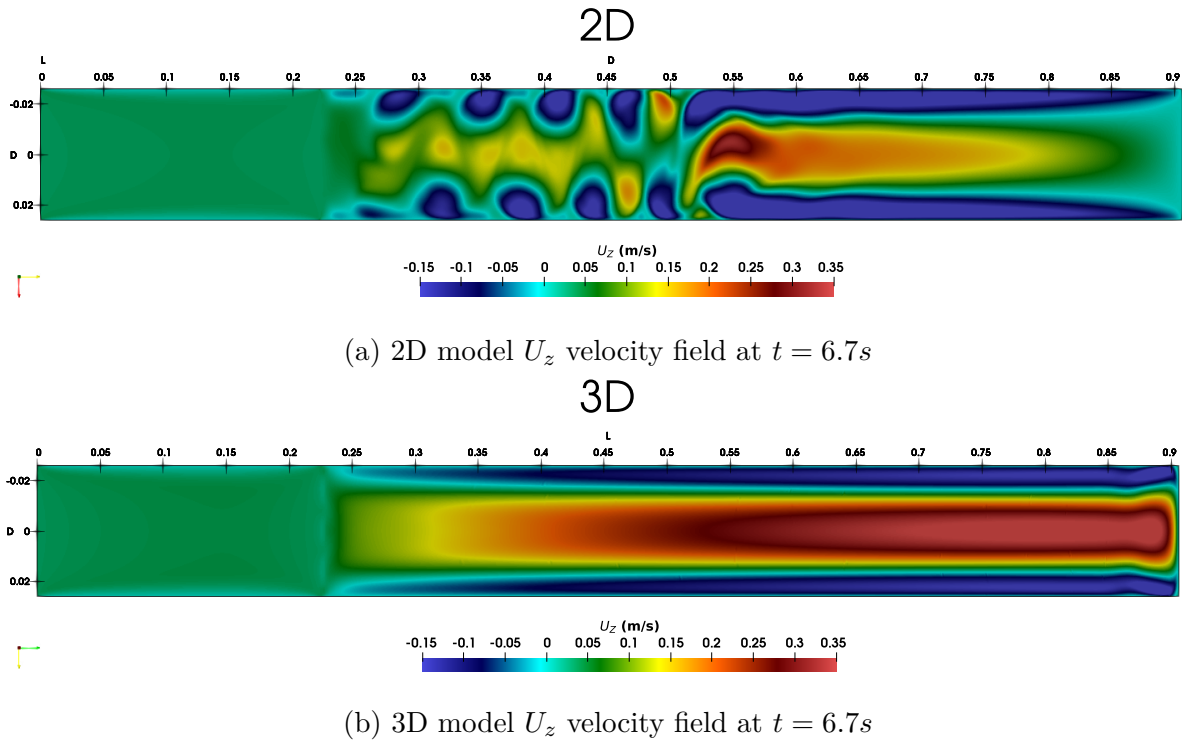 2D
L D
0 0.05 0.1 0.15 0.2 0.25 0.3 0.35 0.4 0.45 0.5 0.55 0.6 0.65 0.7 0.75 0.8 0.85 0.9
-0.02
D 0
0.02
U_Z (m/s)
-0.15 -0.1 -0.05 0 0.05 0.1 0.15 0.2 0.25 0.3 0.35
(a) 2D model U_z velocity field at t = 6.7s
3D
L
0 0.05 0.1 0.15 0.2 0.25 0.3 0.35 0.4 0.45 0.5 0.55 0.6 0.65 0.7 0.75 0.8 0.85 0.9
-0.02
D 0
0.02
U_Z (m/s)
-0.15 -0.1 -0.05 0 0.05 0.1 0.15 0.2 0.25 0.3 0.35
(b) 3D model U_z velocity field at t = 6.7s